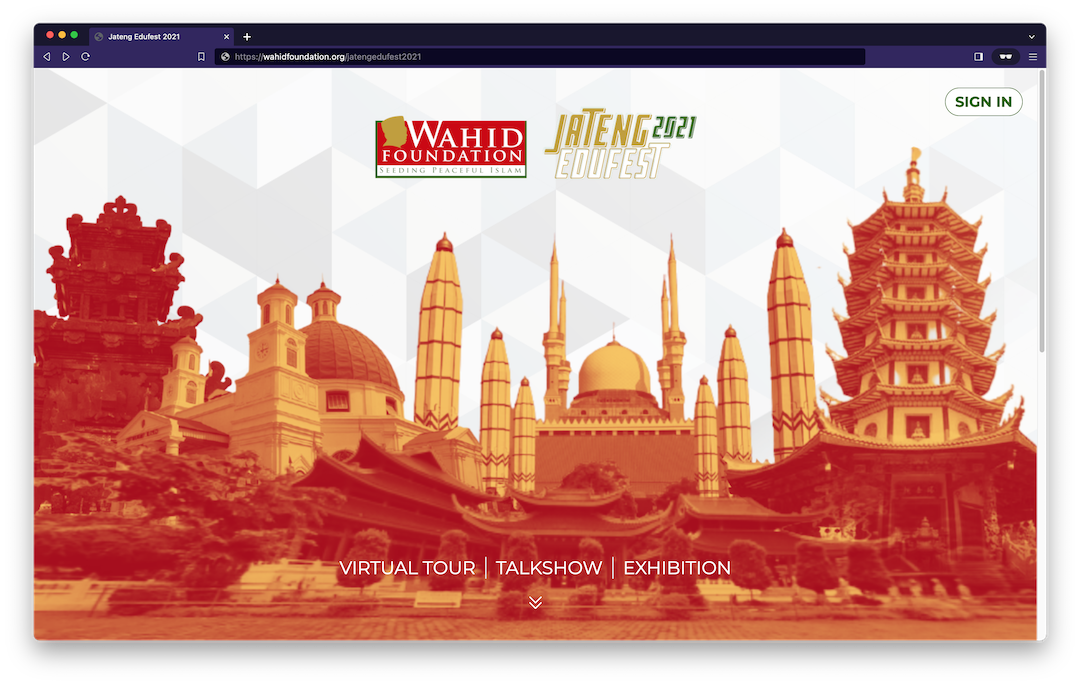 Jateng Edufest 2021
https://wahidfoundation.org/jatengedufest2021
SIGN IN
WAHID
FOUNDATION
SEEDING PEACEFUL ISLAM
JATENG 2021
EDUFEST
VIRTUAL TOUR | TALKSHOW | EXHIBITION